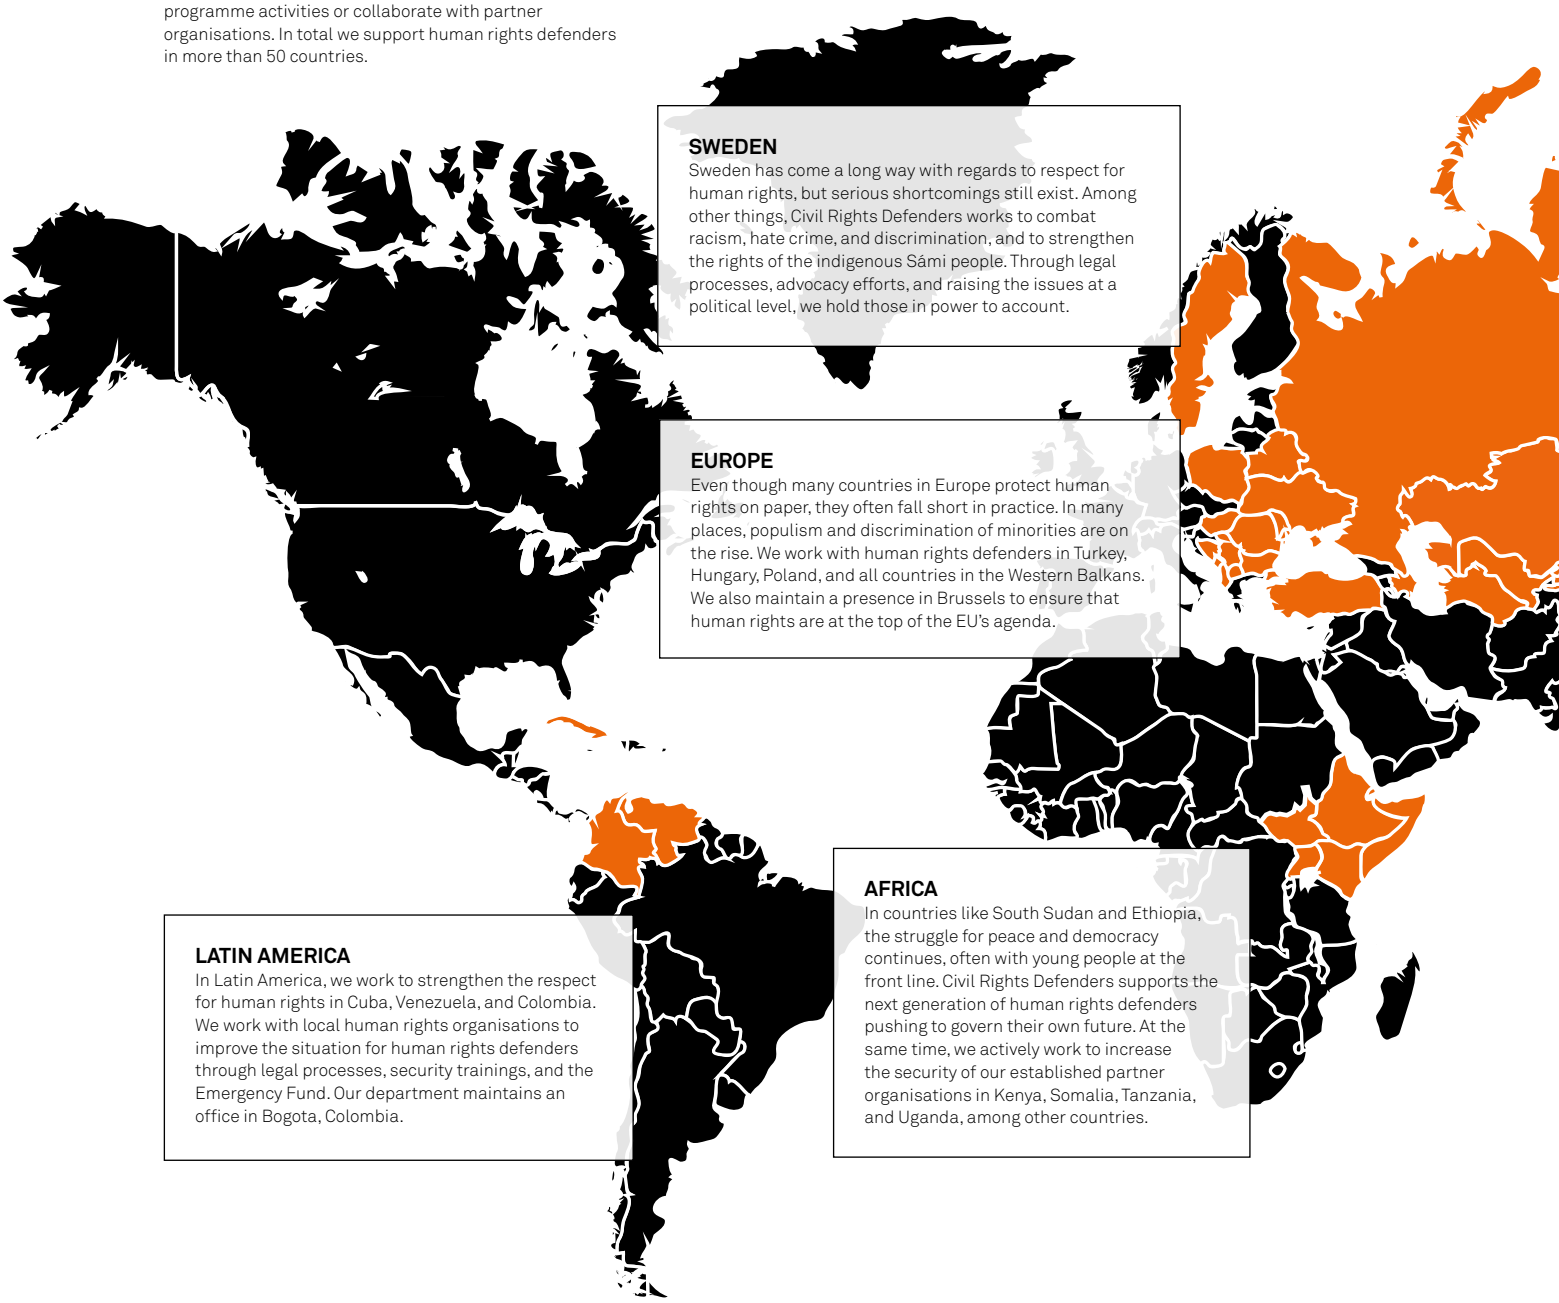 programme activities or collaborate with partner
organisations. In total we support human rights defenders
in more than 50 countries.
SWEDEN
Sweden has come a long way with regards to respect for
human rights, but serious shortcomings still exist. Among
other things, Civil Rights Defenders works to combat
racism, hate crime, and discrimination, and to strengthen
the rights of the indigenous Sámi people. Through legal
processes, advocacy efforts, and raising the issues at a
political level, we hold those in power to account.
EUROPE
Even though many countries in Europe protect human
rights on paper, they often fall short in practice. In many
places, populism and discrimination of minorities are on
the rise. We work with human rights defenders in Turkey,
Hungary, Poland, and all countries in the Western Balkans.
We also maintain a presence in Brussels to ensure that
human rights are at the top of the EU's agenda.
LATIN AMERICA
In Latin America, we work to strengthen the respect
for human rights in Cuba, Venezuela, and Colombia.
We work with local human rights organisations to
improve the situation for human rights defenders
through legal processes, security trainings, and the
Emergency Fund. Our department maintains an
office in Bogota, Colombia.
AFRICA
In countries like South Sudan and Ethiopia,
the struggle for peace and democracy
continues, often with young people at the
front line. Civil Rights Defenders supports the
next generation of human rights defenders
pushing to govern their own future. At the
same time, we actively work to increase
the security of our established partner
organisations in Kenya, Somalia, Tanzania,
and Uganda, among other countries.